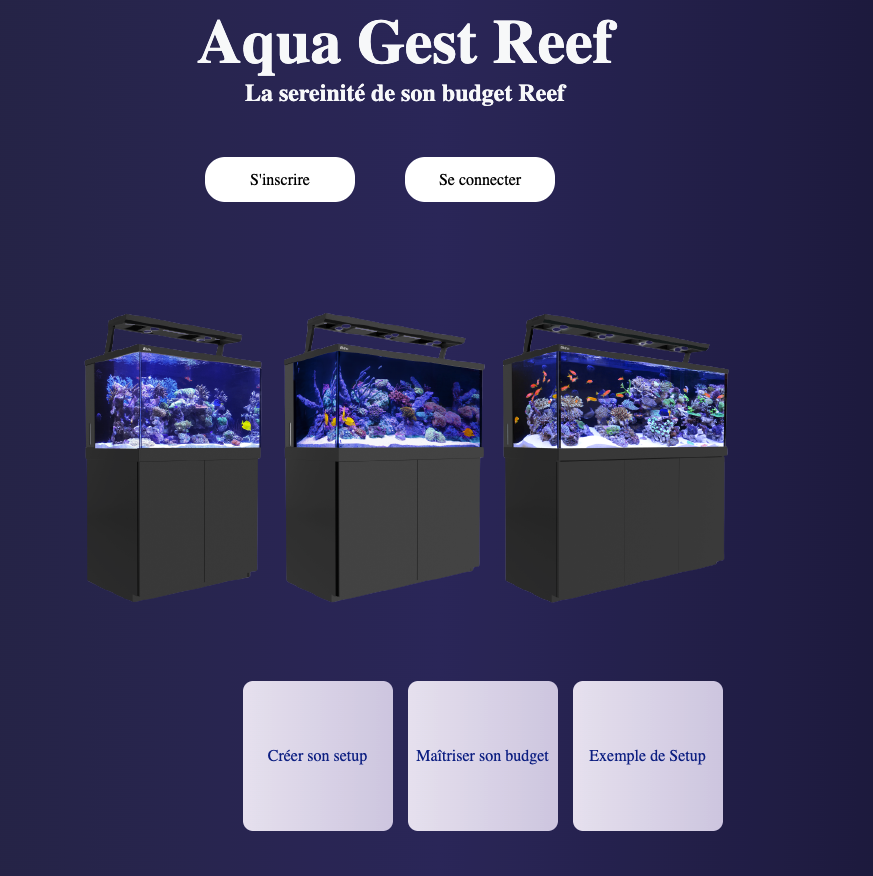 Aqua Gest Reef
La sereinité de son budget Reef
S'inscrire
Se connecter
Créer son setup
Maîtriser son budget
Exemple de Setup